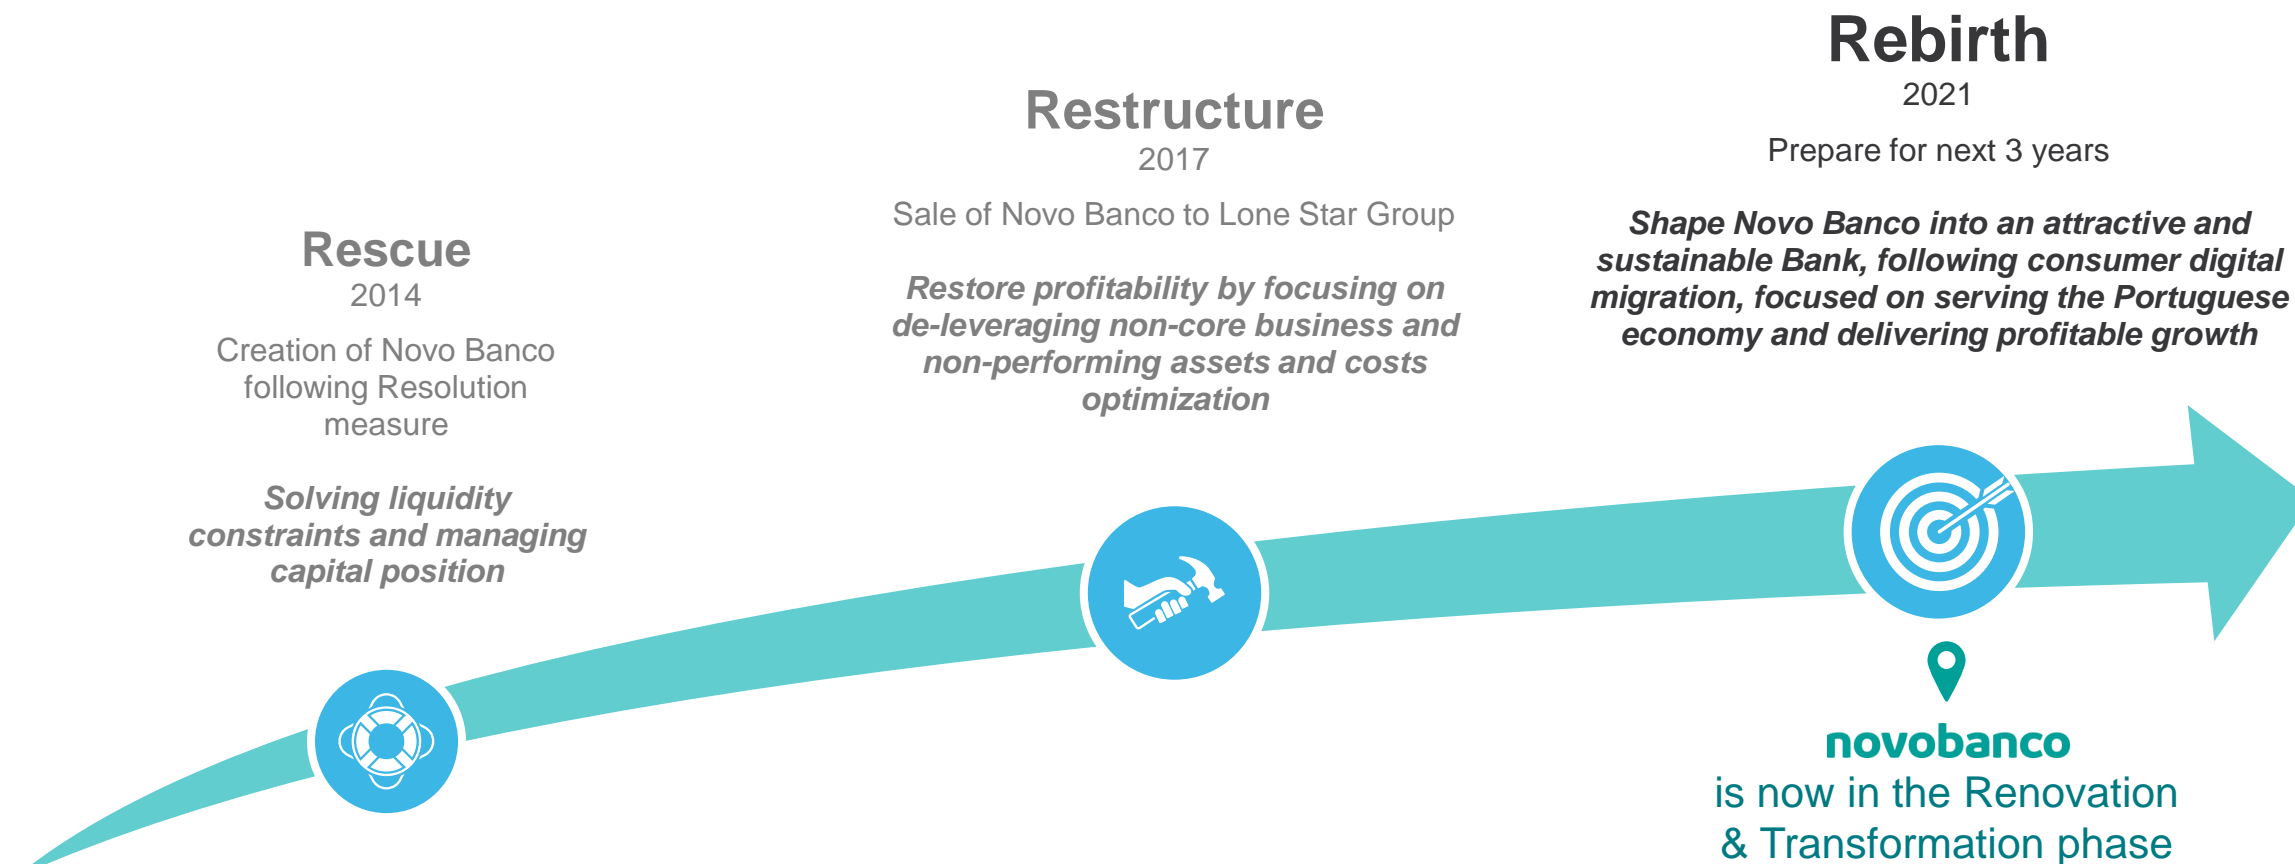 Rescue
2014
Creation of Novo Banco
following Resolution
measure
Solving liquidity
constraints and managing
capital position
Restructure
2017
Sale of Novo Banco to Lone Star Group
Restore profitability by focusing on
de-leveraging non-core business and
non-performing assets and costs
optimization
Rebirth
2021
Prepare for next 3 years
Shape Novo Banco into an attractive and
sustainable Bank, following consumer digital
migration, focused on serving the Portuguese
economy and delivering profitable growth
novobanco
is now in the Renovation
& Transformation phase